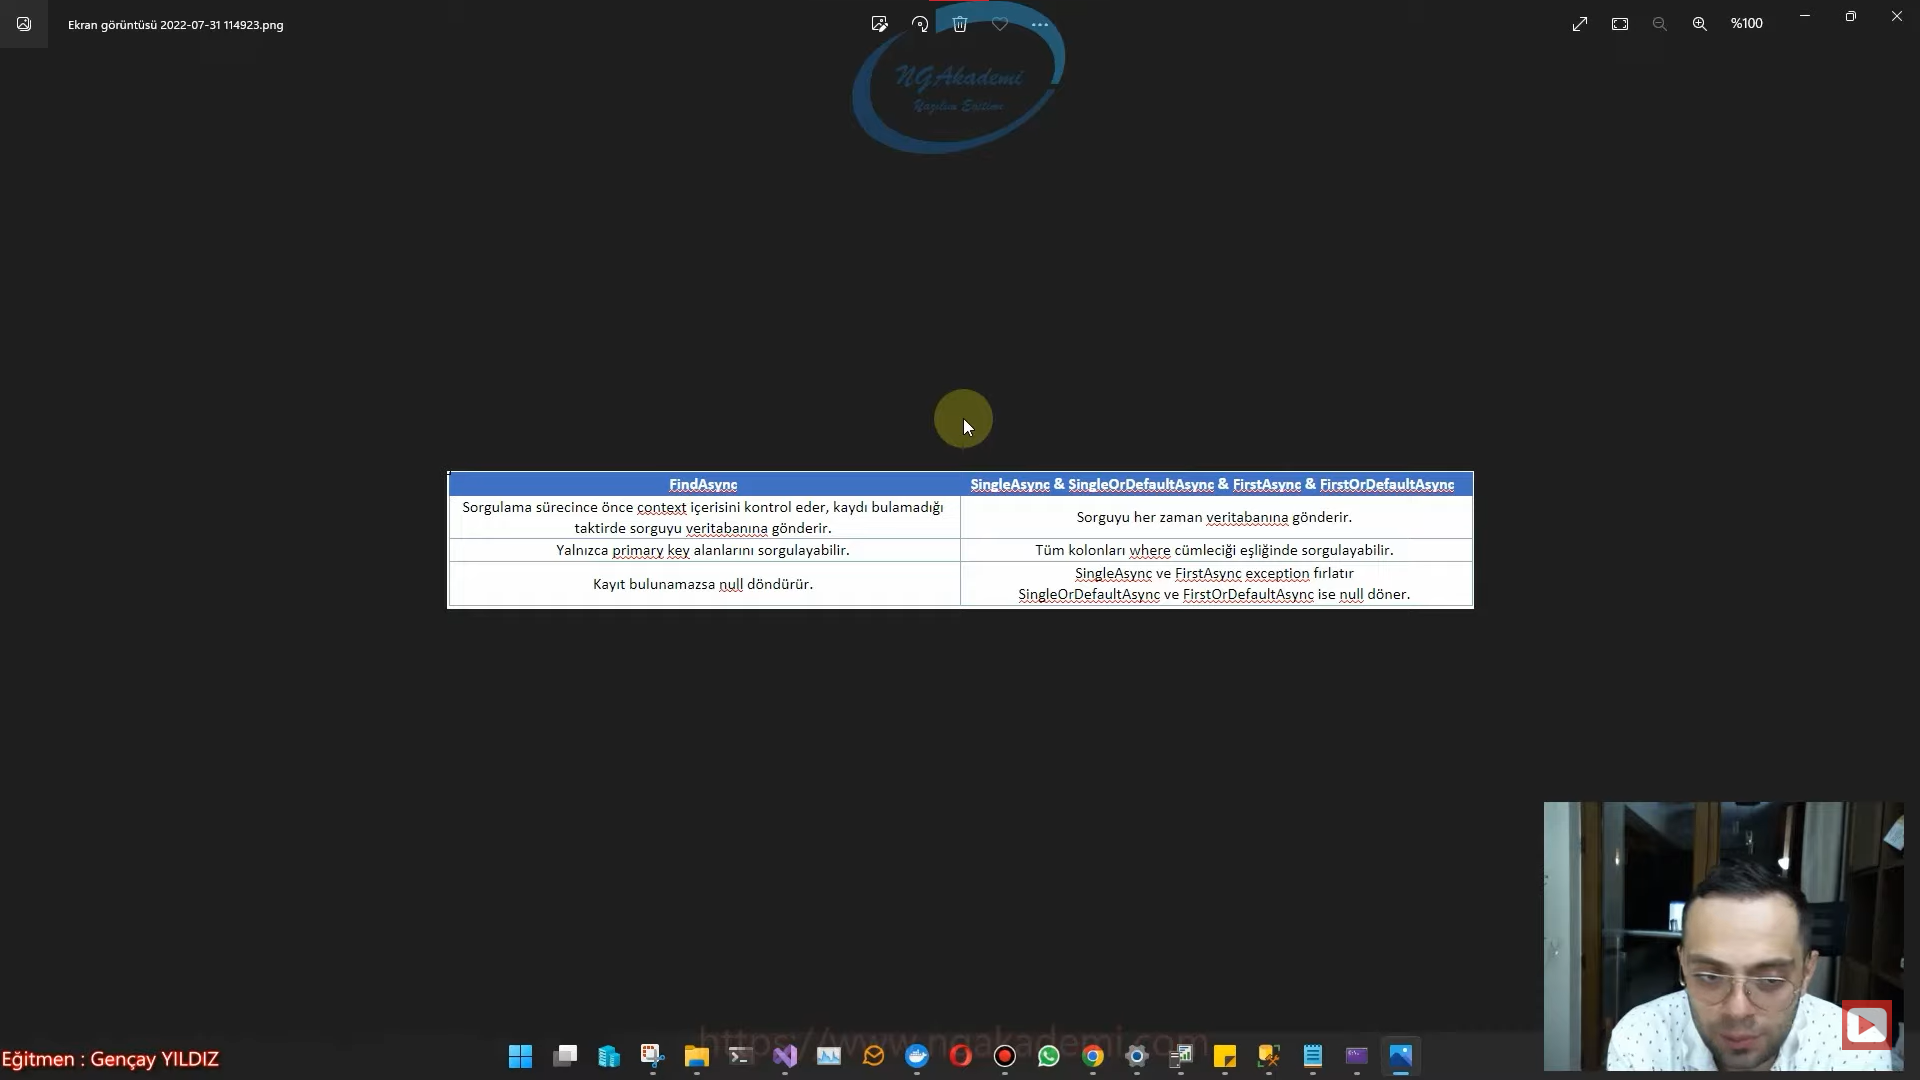 Ekran görüntüsü 2022-07-31 114923.png
%100
NGAkademi
Yazılım Eğitimi
FindAsync
SingleAsync & SingleOrDefaultAsync & FirstAsync & FirstOrDefaultAsync
Sorgulama sürecince önce context içerisini kontrol eder, kaydı bulamadığı
taktirde sorguyu veritabanına gönderir.
Sorguyu her zaman veritabanına gönderir.
Yalnızca primary key alanlarını sorgulayabilir.
Tüm kolonları where cümleciği eşliğinde sorgulayabilir.
Kayıt bulunamazsa null döndürür.
SingleAsync ve FirstAsync exception fırlatır
SingleOrDefaultAsync ve FirstOrDefaultAsync ise null döner.
https://www.ngakademi.com
Eğitmen : Gençay YILDIZ